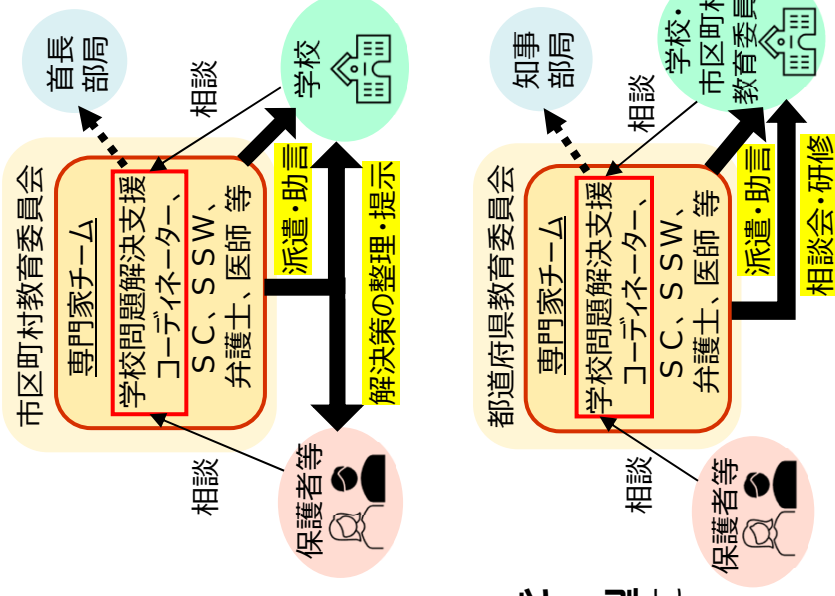 市区町村教育委員会
専門家チーム
学校問題解決支援
コーディネーター、
ＳＣ、ＳＳＷ、
弁護士、医師 等
首長
部局
相談
学校
派遣・助言
解決策の整理・提示
相談
保護者等
都道府県教育委員会
専門家チーム
学校問題解決支援
コーディネーター、
ＳＣ、ＳＳＷ、
弁護士、医師 等
知事
部局
相談
学校・
市区町村
教育委員
派遣・助言
相談会・研修
相談
保護者等